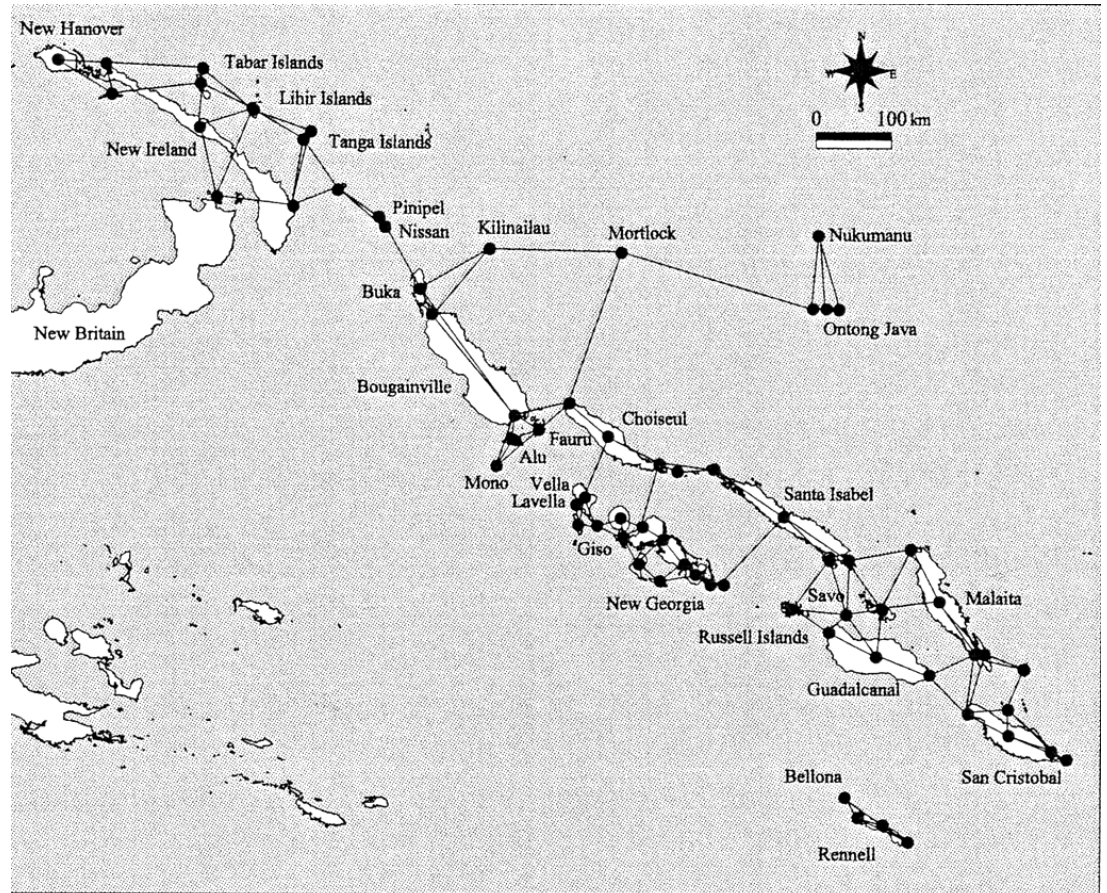 New Hanover
Tabar Islands
N
W E
S
Lihir Islands
0 100 km
New Ireland
Tanga Islands
Pinipel
Nissan
Kilinailau
Mortlock
Nukumanu
Buka
Ontong Java
New Britain
Bougainville
Choiseul
Fauru
Alu
Mono
Vella
Lavella
Santa Isabel
Giso
New Georgia
Savo
Malaita
Russell Islands
Guadalcanal
Bellona
San Cristobal
Rennell